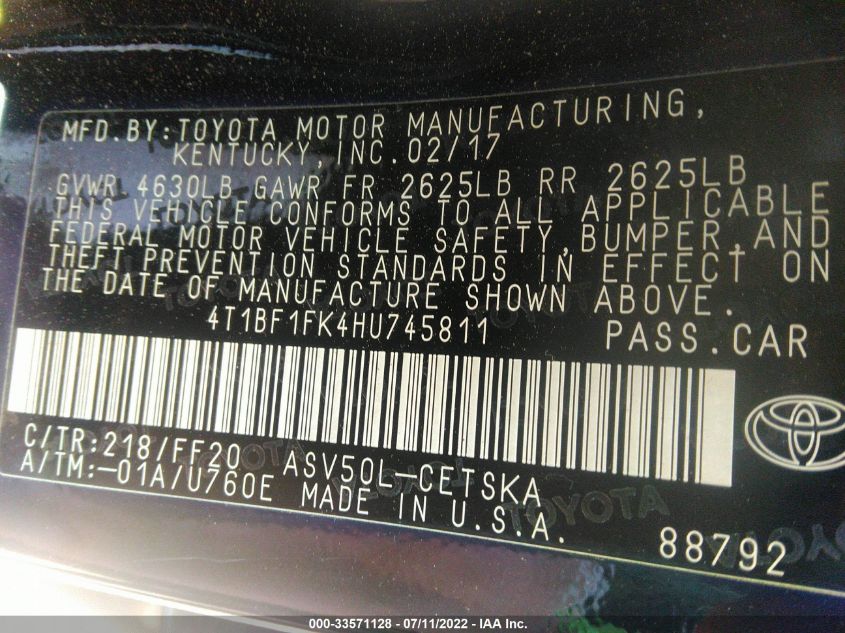 MFD.BY:TOYOTA MOTOR MANUFACTURING,
KENTUCKY,INC.02/17
GVWR 4630LB GAWR FR 2625LB RR 2625LB
THIS VEHICLE CONFORMS TO ALL APPLICABLE
FEDERAL MOTOR VEHICLE SAFETY,BUMPER,AND
THEFT PREVENTION STANDARDS IN EFFECT ON
THE DATE OF MANUFACTURE SHOWN ABOVE.
4T1BF1FK4HU745811 PASS.CAR
C/TR:218/FF20 ASV50L-CETSKA
A/TM:-01A/U760E MADE IN U.S.A.
TOYOTA
88792
000-33571128 - 07/11/2022 - IAA Inc.